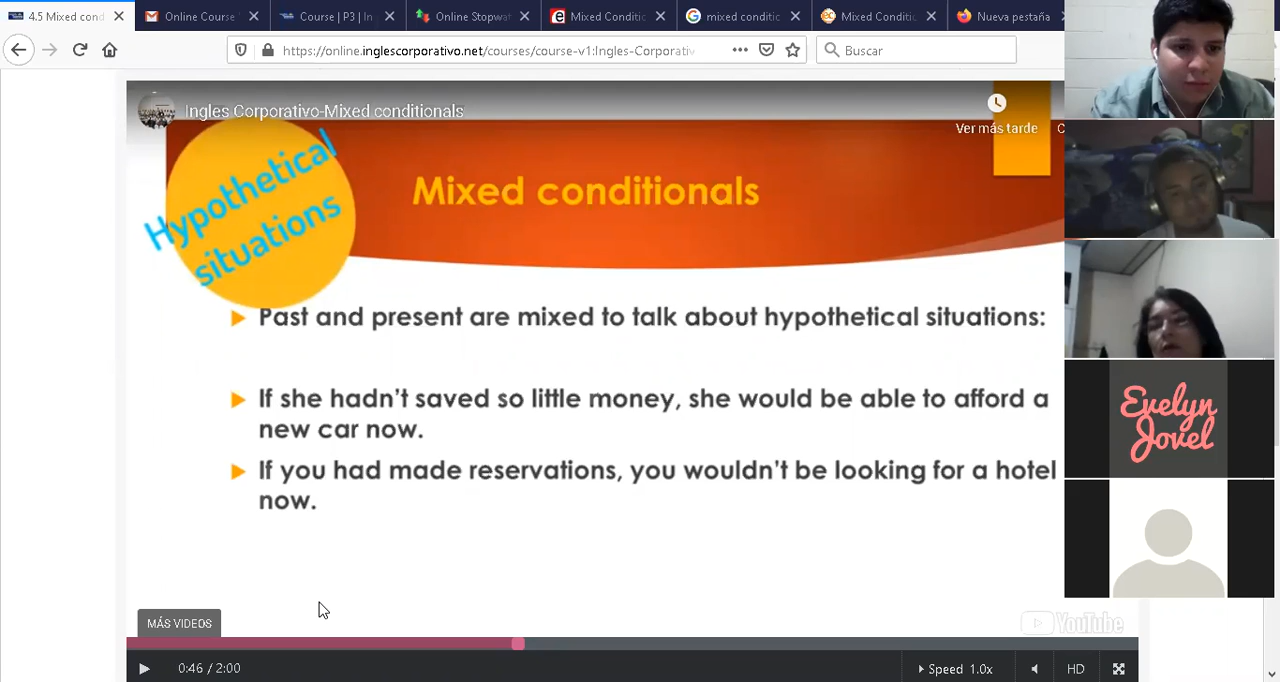 4.5 Mixed cond
Online Course
Course | P3 | In
Online Stopwat
Mixed Conditic
mixed conditic
Mixed Conditic
Nueva pestaña
https://online.inglescorporativo.net/courses/course-v1:Ingles-Corporativ
Buscar
Ingles Corporativo-Mixed conditionals
Ver más tarde
Hypothetical
situations
Mixed conditionals
Past and present are mixed to talk about hypothetical situations:
If she hadn't saved so little money, she would be able to afford a
new car now.
If you had made reservations, you wouldn't be looking for a hotel
now.
Evelyn
Jovel
MÁS VIDEOS
YouTube
0:46 / 2:00
Speed 1.0x
HD